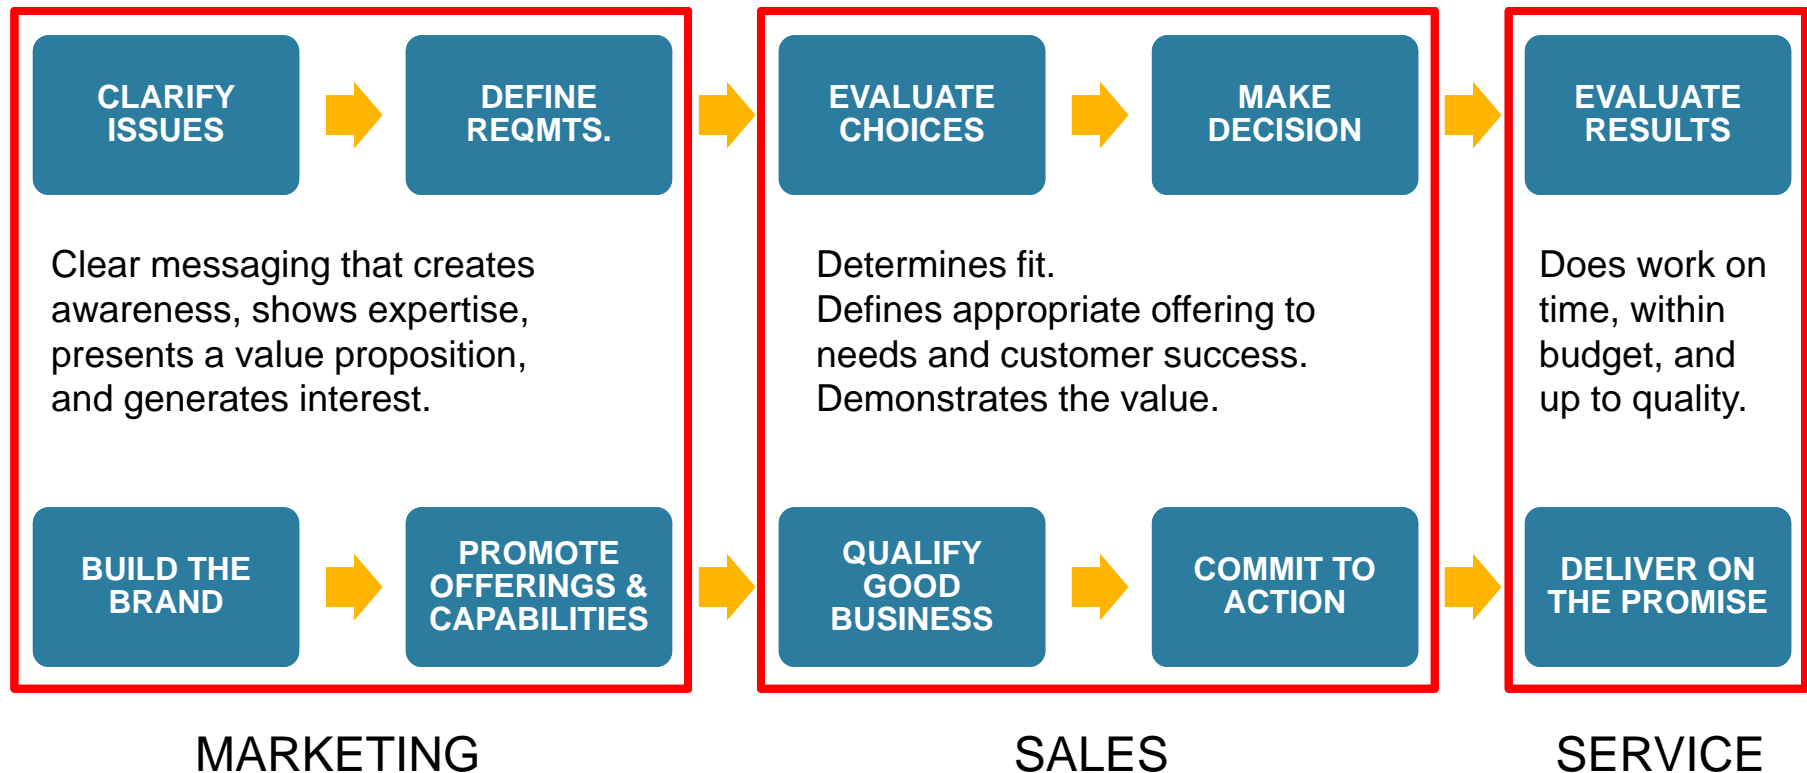 CLARIFY
ISSUES
DEFINE
REQMTS.
EVALUATE
CHOICES
MAKE
DECISION
EVALUATE
RESULTS
Clear messaging that creates
awareness, shows expertise,
presents a value proposition,
and generates interest.
Determines fit.
Defines appropriate offering to
needs and customer success.
Demonstrates the value.
Does work on
time, within
budget, and
up to quality.
BUILD THE
BRAND
PROMOTE
OFFERINGS &
CAPABILITIES
QUALIFY
GOOD
BUSINESS
COMMIT TO
ACTION
DELIVER ON
THE PROMISE
MARKETING
SALES
SERVICE